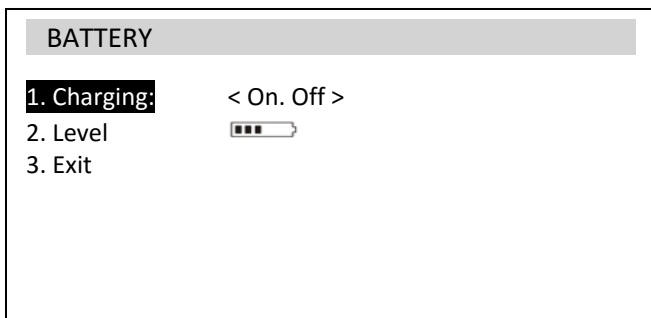 BATTERY
1. Charging: < On. Off >
2. Level
3. Exit